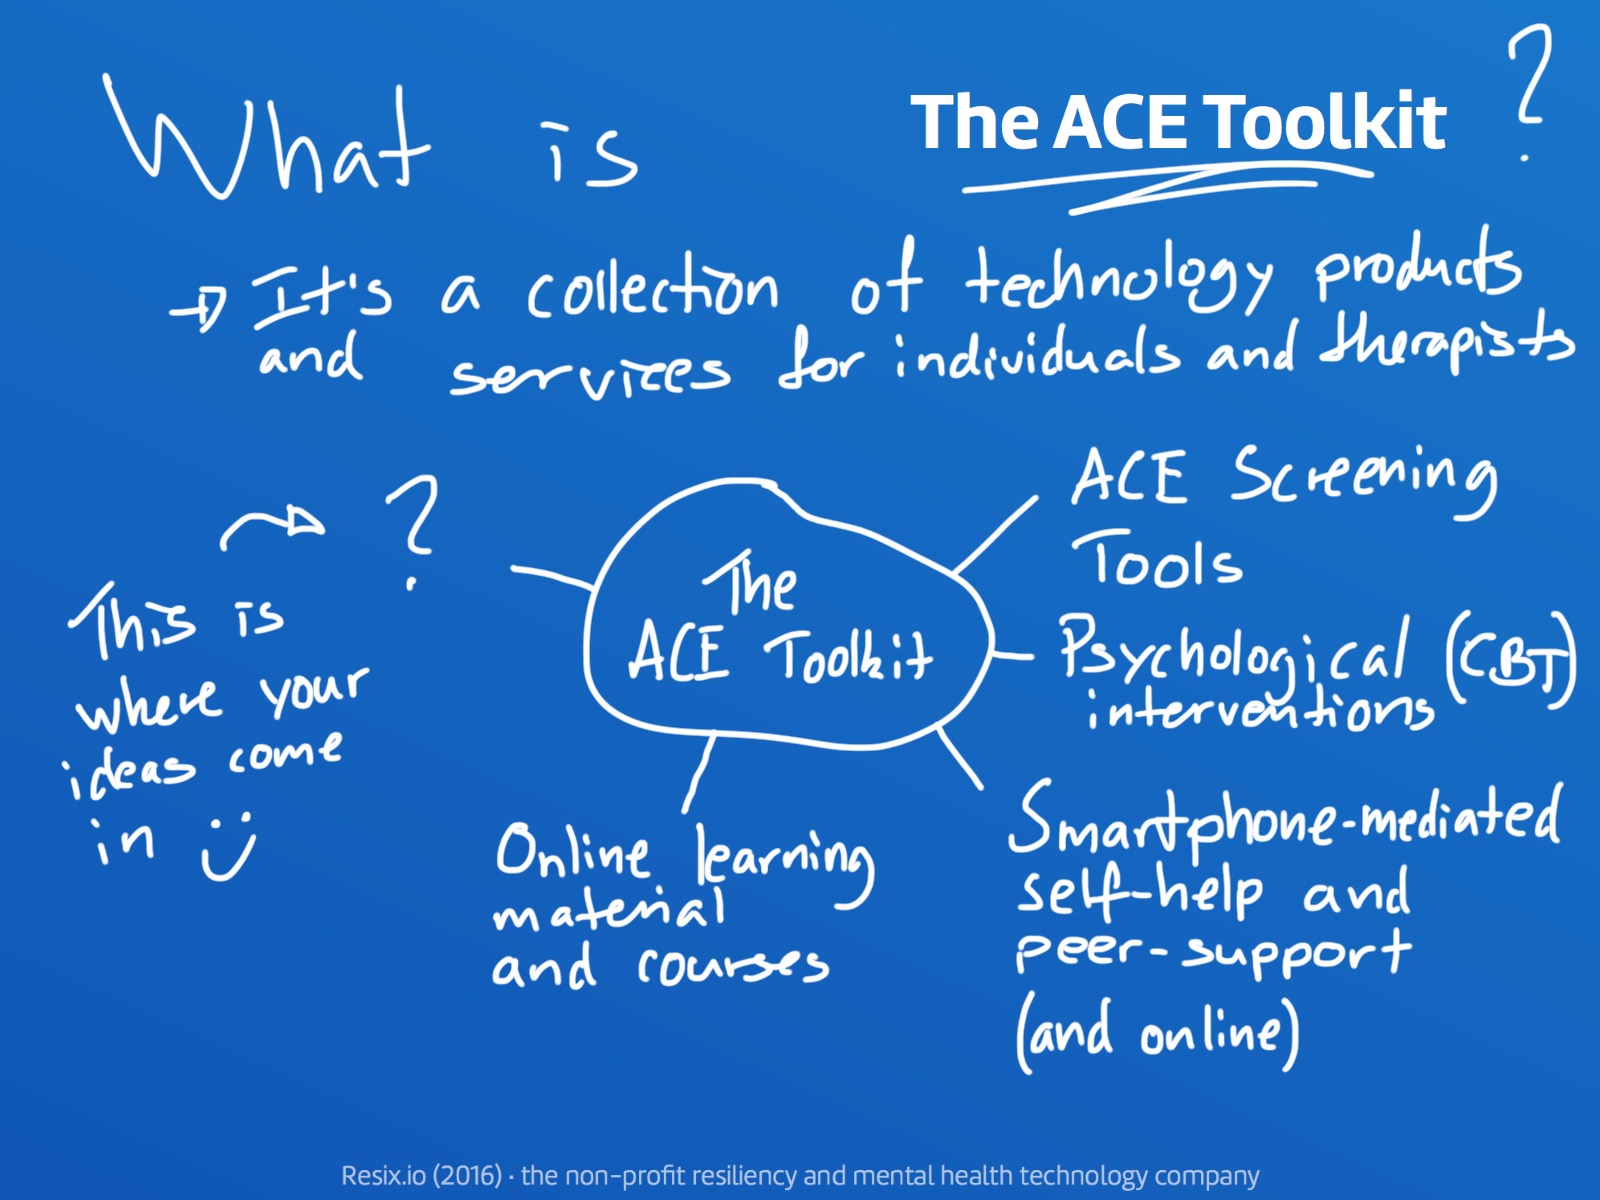 What is The ACE Toolkit ?
→ It's a collection of technology products
and services for individuals and therapists
?
This is
where your
ideas come
in :)
The
ACE Toolkit
ACE Screening
Tools
Psychological (CBT)
interventions
Smartphone-mediated
self-help and
peer-support
(and online)
Online learning
material
and courses
Resix.io (2016) · the non-profit resiliency and mental health technology company